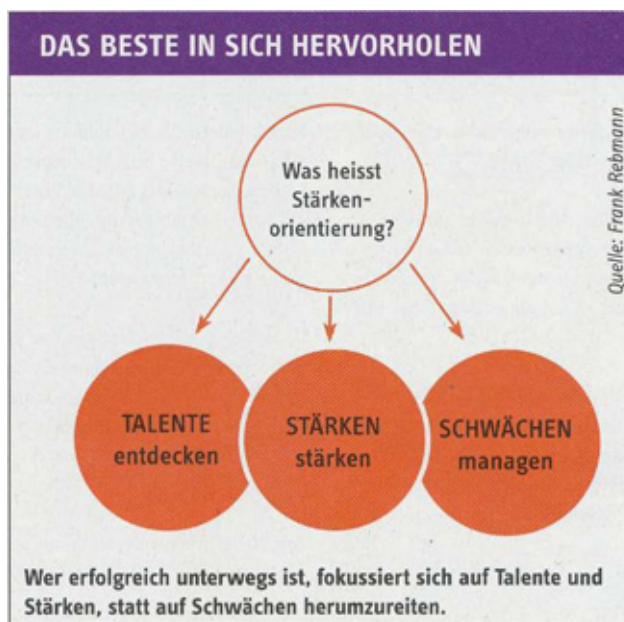 DAS BESTE IN SICH HERVORHOLEN
Was heisst
Stärken-
orientierung?
Quelle: Frank Rebmann
TALENTE
entdecken
STÄRKEN
stärken
SCHWÄCHEN
managen
Wer erfolgreich unterwegs ist, fokussiert sich auf Talente und
Stärken, statt auf Schwächen herumzureiten.